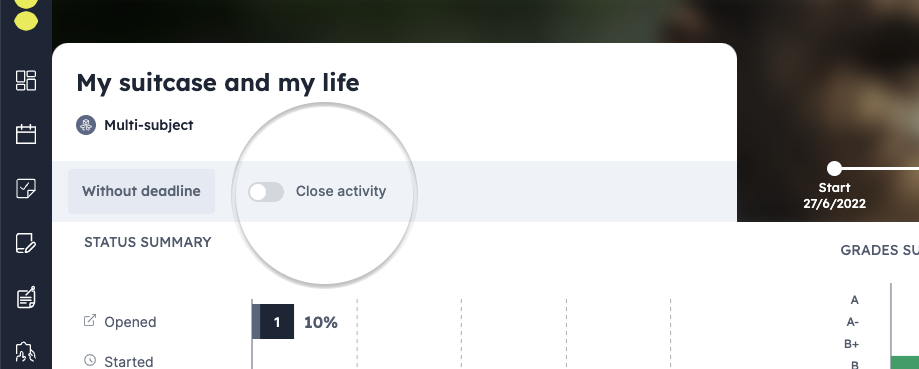 My suitcase and my life
Multi-subject
Without deadline
Close activity
Start
27/6/2022
STATUS SUMMARY
GRADES SU
Opened
1
10%
Started
A
A-
B+
B